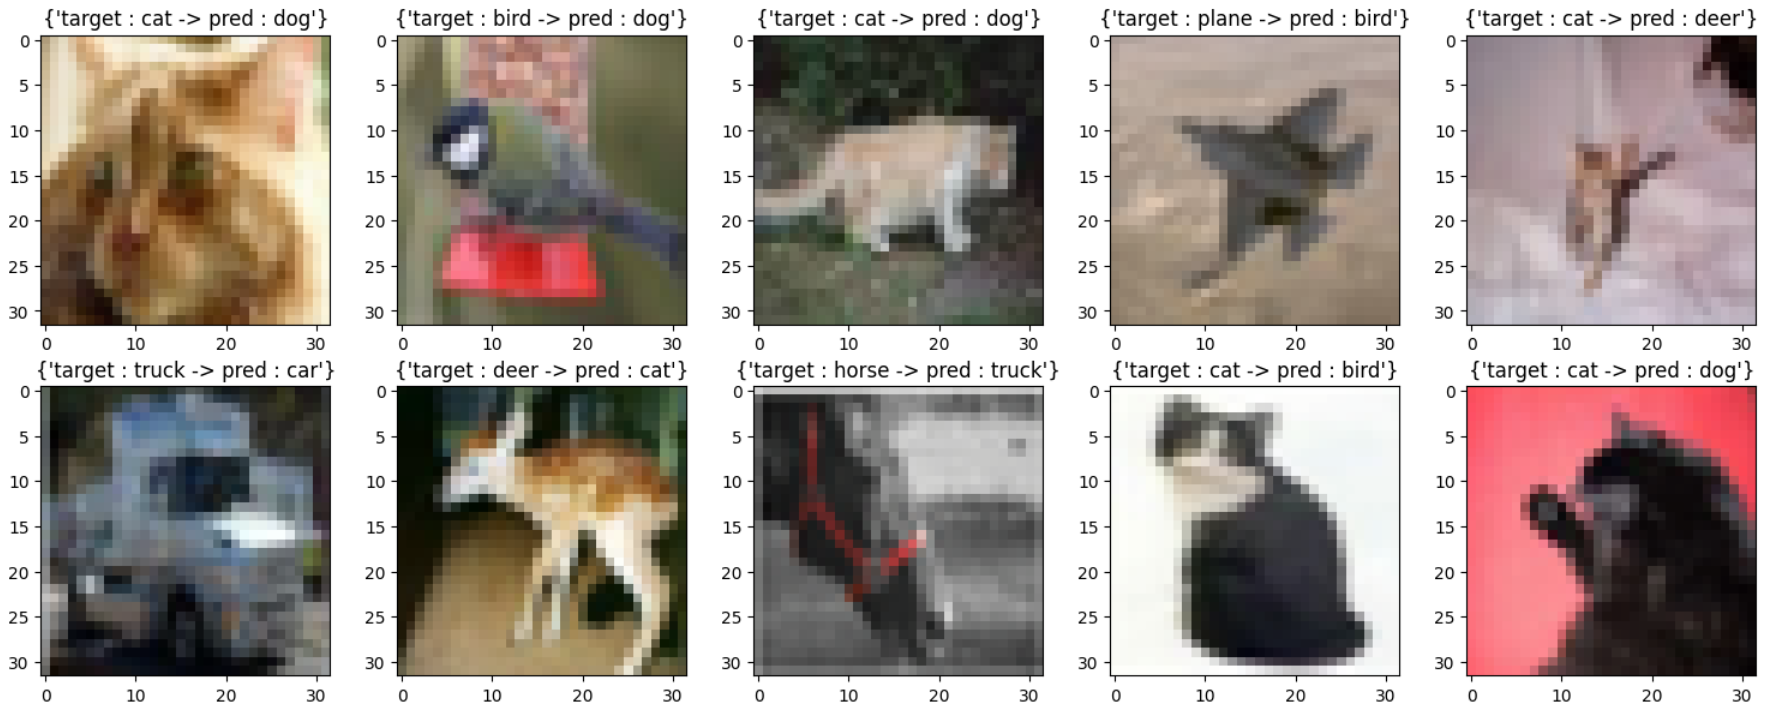 {'target : cat -> pred : dog'} {'target : bird -> pred : dog'} {'target : cat -> pred : dog'} {'target : plane -> pred : bird'} {'target : cat -> pred : deer'}
0 0 0 0 0
5 5 5 5 5
10 10 10 10 10
15 15 15 15 15
20 20 20 20 20
25 25 25 25 25
30 30 30 30 30
0 10 20 30 0 10 20 30 0 10 20 30 0 10 20 30 0 10 20 30
{'target : truck -> pred : car'} {'target : deer -> pred : cat'} {'target : horse -> pred : truck'} {'target : cat -> pred : bird'} {'target : cat -> pred : dog'}
0 0 0 0 0
5 5 5 5 5
10 10 10 10 10
15 15 15 15 15
20 20 20 20 20
25 25 25 25 25
30 30 30 30 30
0 10 20 30 0 10 20 30 0 10 20 30 0 10 20 30 0 10 20 30